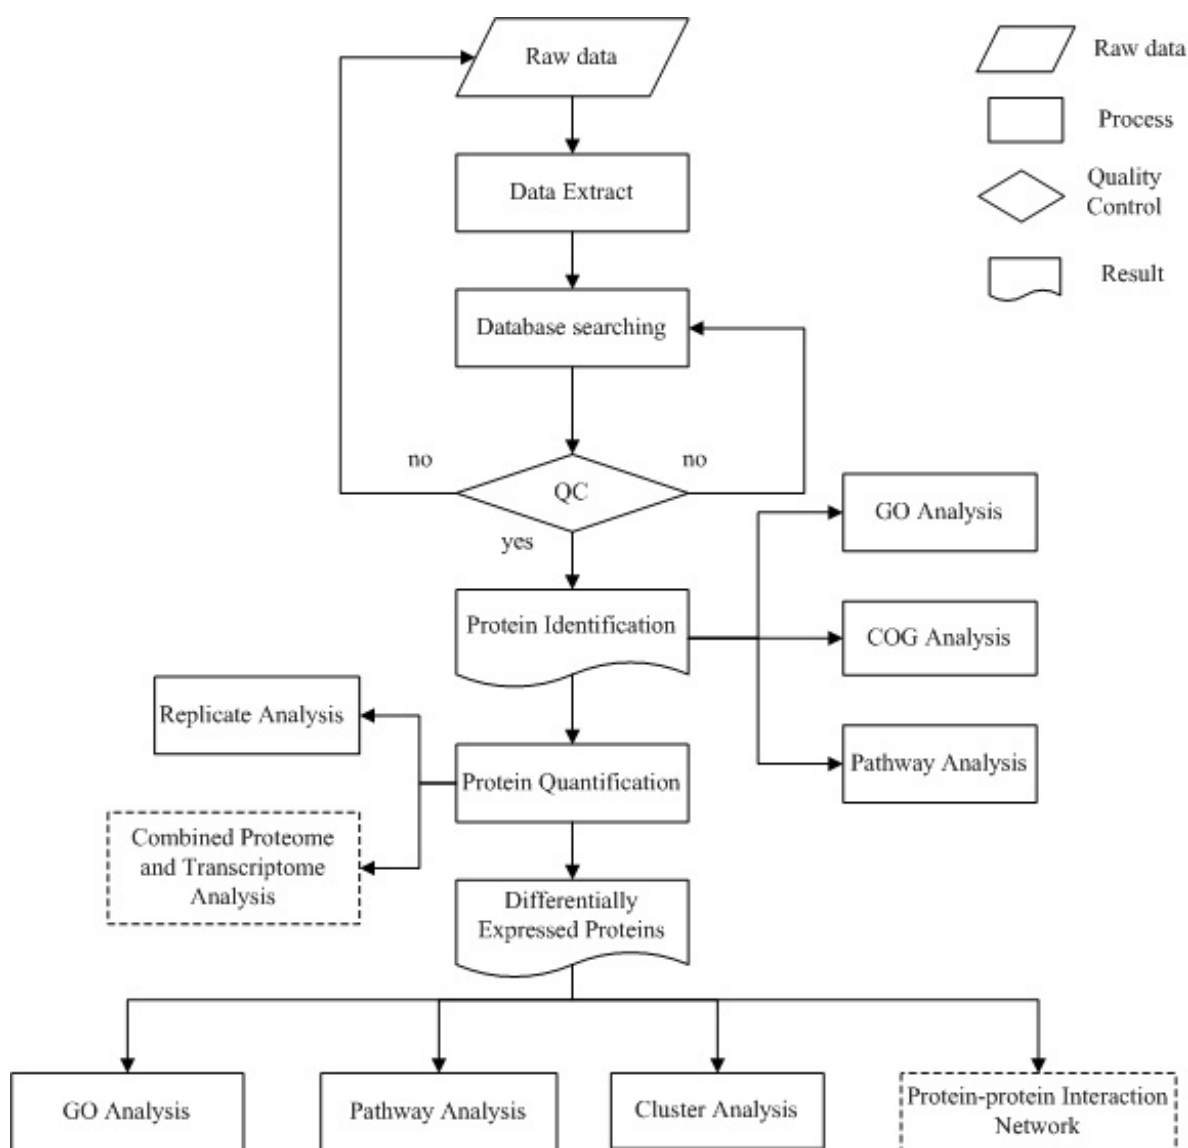 Raw data
Data Extract
Database searching
no
no
QC
yes
Protein Identification
GO Analysis
COG Analysis
Pathway Analysis
Replicate Analysis
Protein Quantification
Combined Proteome
and Transcriptome
Analysis
Differentially
Expressed Proteins
GO Analysis
Pathway Analysis
Cluster Analysis
Protein-protein Interaction
Network
Raw data
Process
Quality
Control
Result